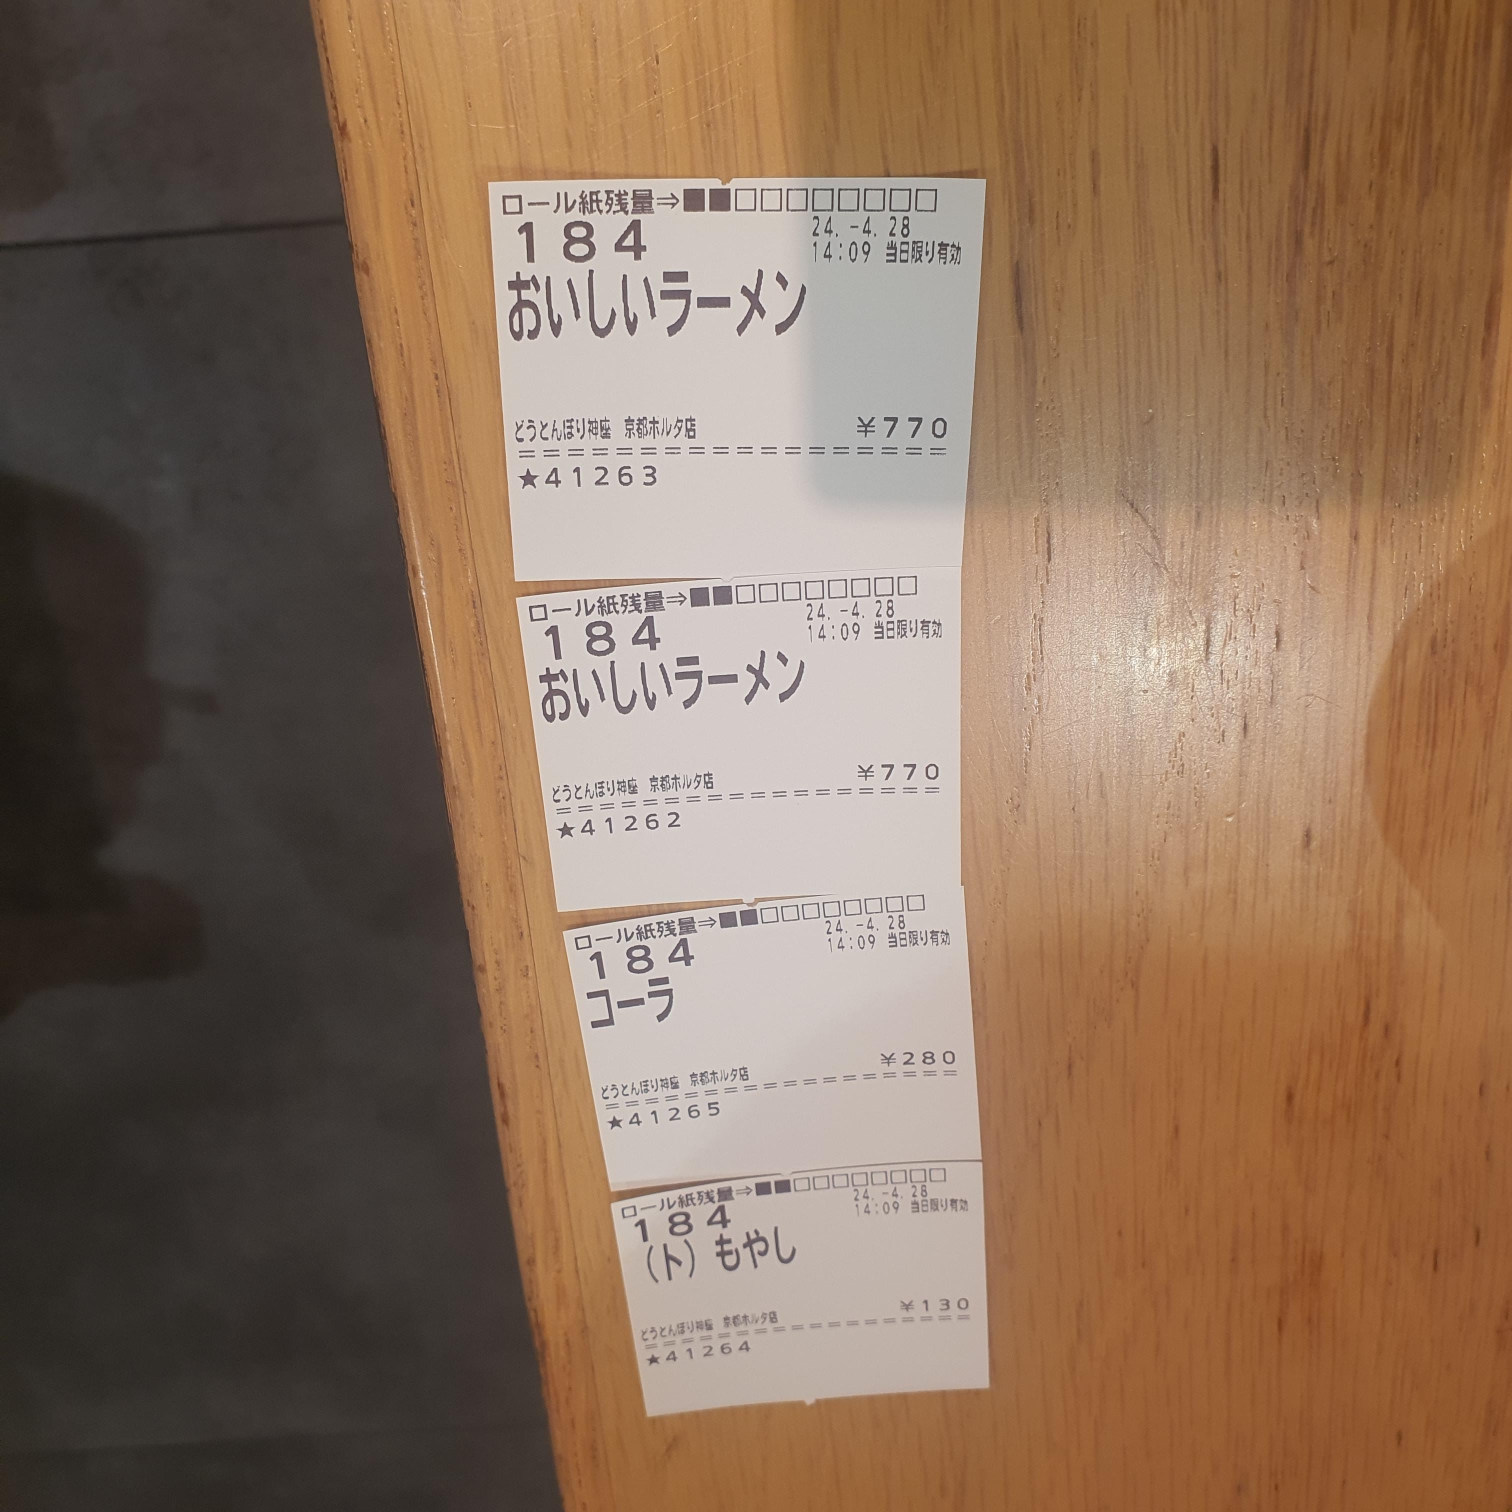 ロール紙残量⇒■■□□□□□□□□
184 24.-4.28
14:09 当日限り有効
おいしいラーメン
どうとんぼり神座 京都ポルタ店 ¥770
==================
★41263
ロール紙残量⇒■■□□□□□□□□
184 24.-4.28
14:09 当日限り有効
おいしいラーメン
どうとんぼり神座 京都ポルタ店 ¥770
==================
★41262
ロール紙残量⇒■■□□□□□□□□
184 24.-4.28
14:09 当日限り有効
コーラ
どうとんぼり神座 京都ポルタ店 ¥280
==================
★41265
ロール紙残量⇒■■□□□□□□□□
184 24.-4.28
14:09 当日限り有効
(ト)もやし
どうとんぼり神座 京都ポルタ店 ¥130
==================
★41264